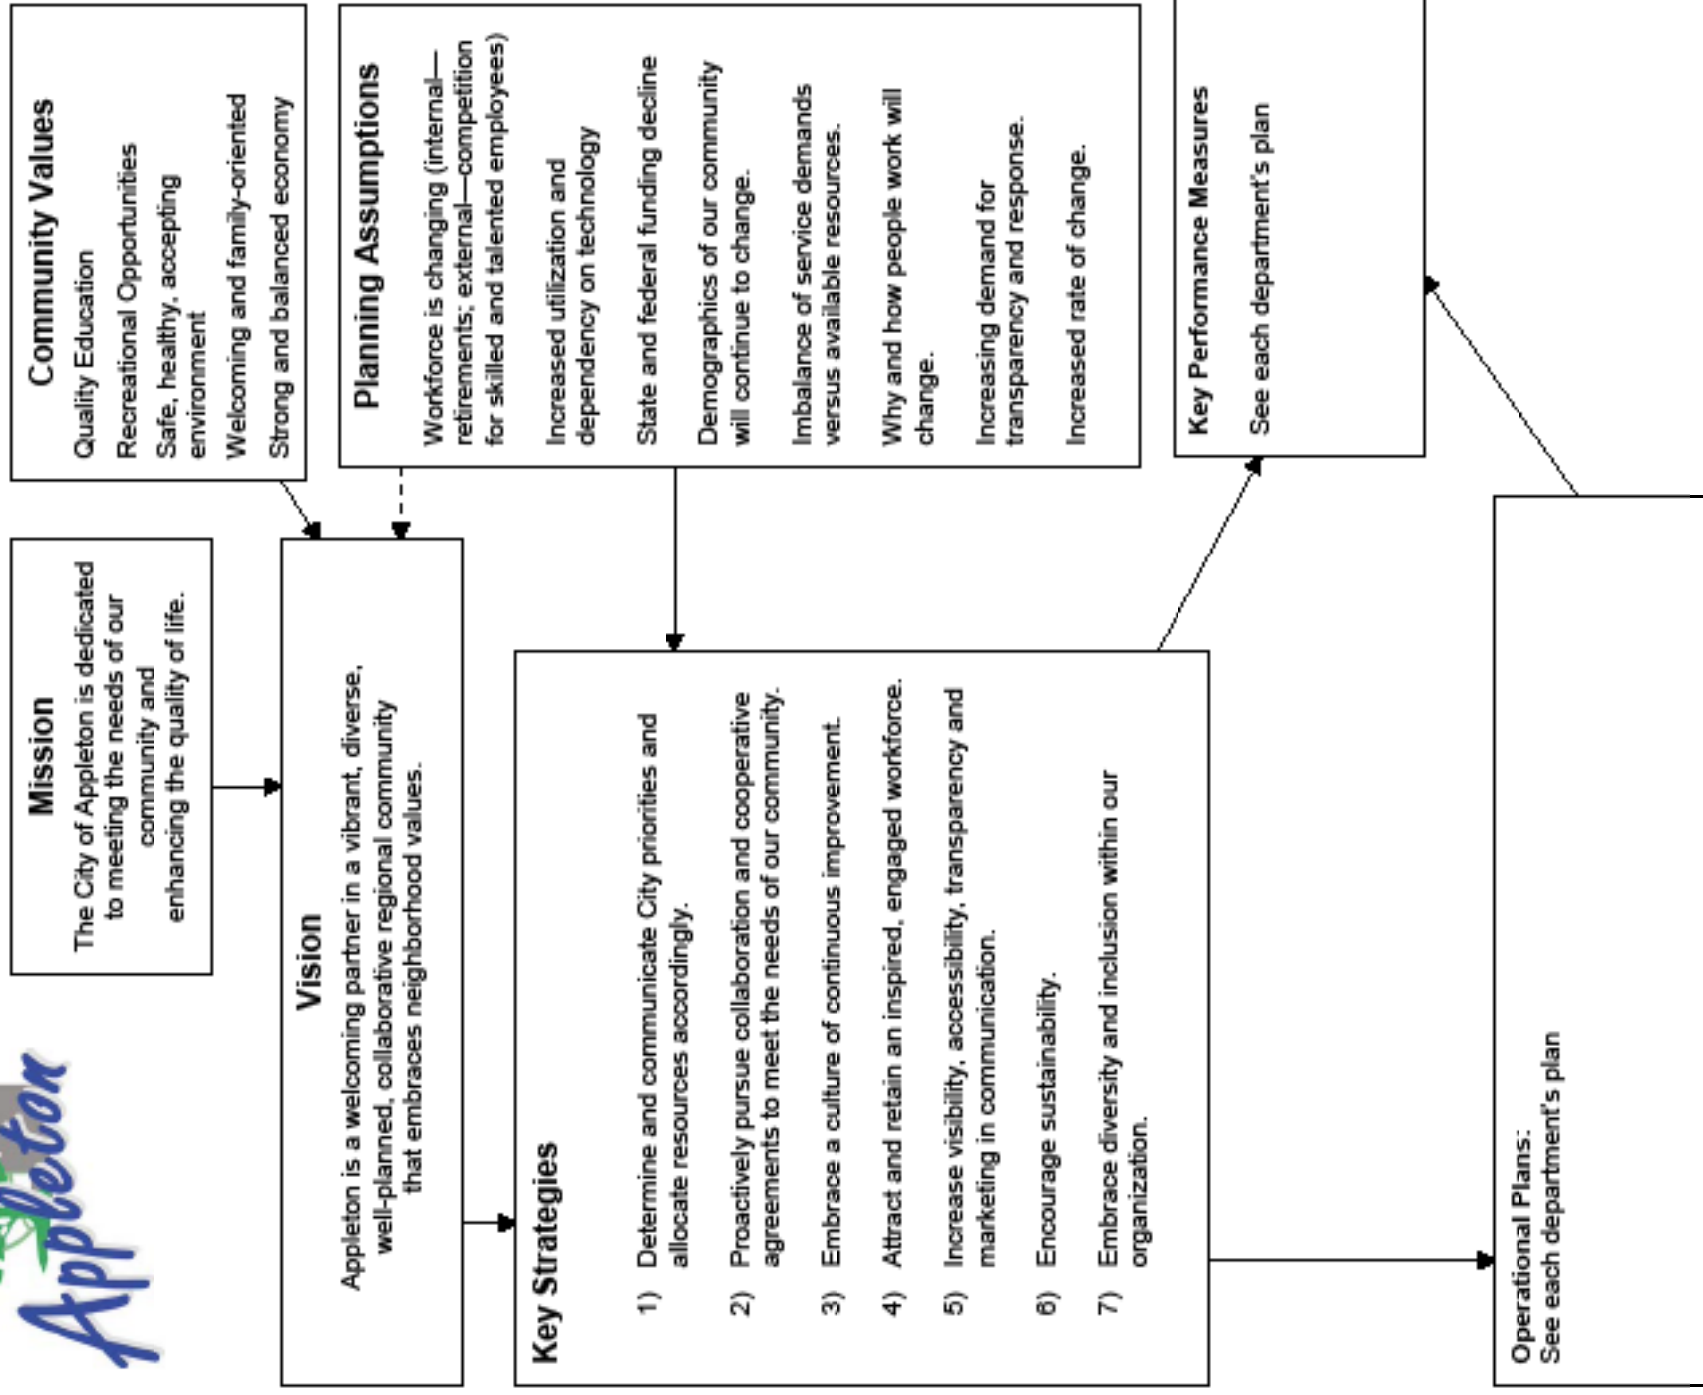 Appleton
Mission
The City of Appleton is dedicated
to meeting the needs of our
community and
enhancing the quality of life.
Community Values
Quality Education
Recreational Opportunities
Safe, healthy, accepting
environment
Welcoming and family-oriented
Strong and balanced economy
Vision
Appleton is a welcoming partner in a vibrant, diverse,
well-planned, collaborative regional community
that embraces neighborhood values.
Planning Assumptions
Workforce is changing (internal—
retirements; external—competition
for skilled and talented employees)
Increased utilization and
dependency on technology
State and federal funding decline
Demographics of our community
will continue to change.
Imbalance of service demands
versus available resources.
Why and how people work will
change.
Increasing demand for
transparency and response.
Increased rate of change.
Key Strategies
1) Determine and communicate City priorities and
allocate resources accordingly.
2) Proactively pursue collaboration and cooperative
agreements to meet the needs of our community.
3) Embrace a culture of continuous improvement.
4) Attract and retain an inspired, engaged workforce.
5) Increase visibility, accessibility, transparency and
marketing in communication.
6) Encourage sustainability.
7) Embrace diversity and inclusion within our
organization.
Key Performance Measures
See each department's plan
Operational Plans:
See each department's plan